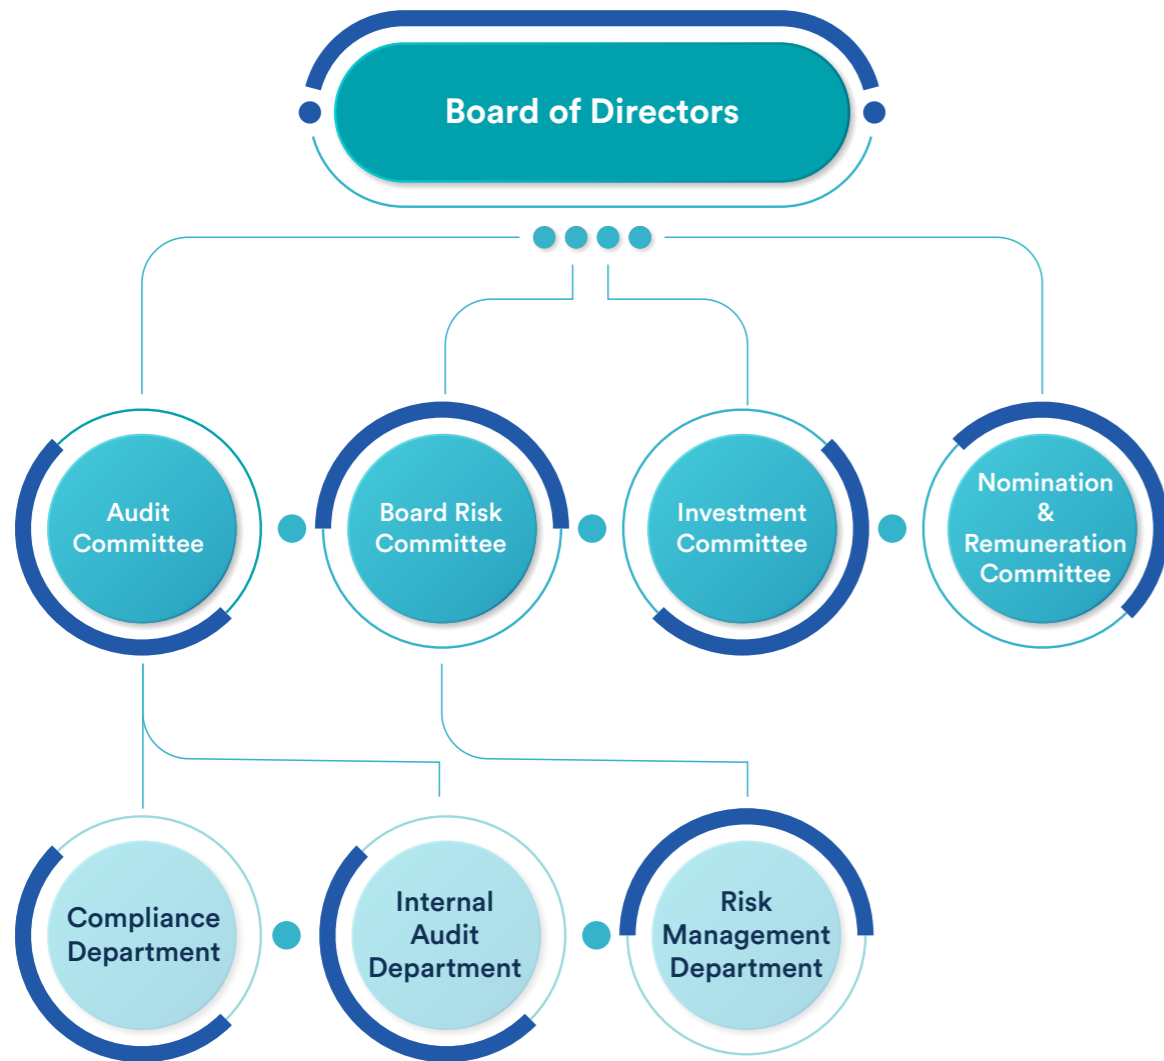 Board of Directors
Audit
Committee
Board Risk
Committee
Investment
Committee
Nomination
&
Remuneration
Committee
Compliance
Department
Internal
Audit
Department
Risk
Management
Department